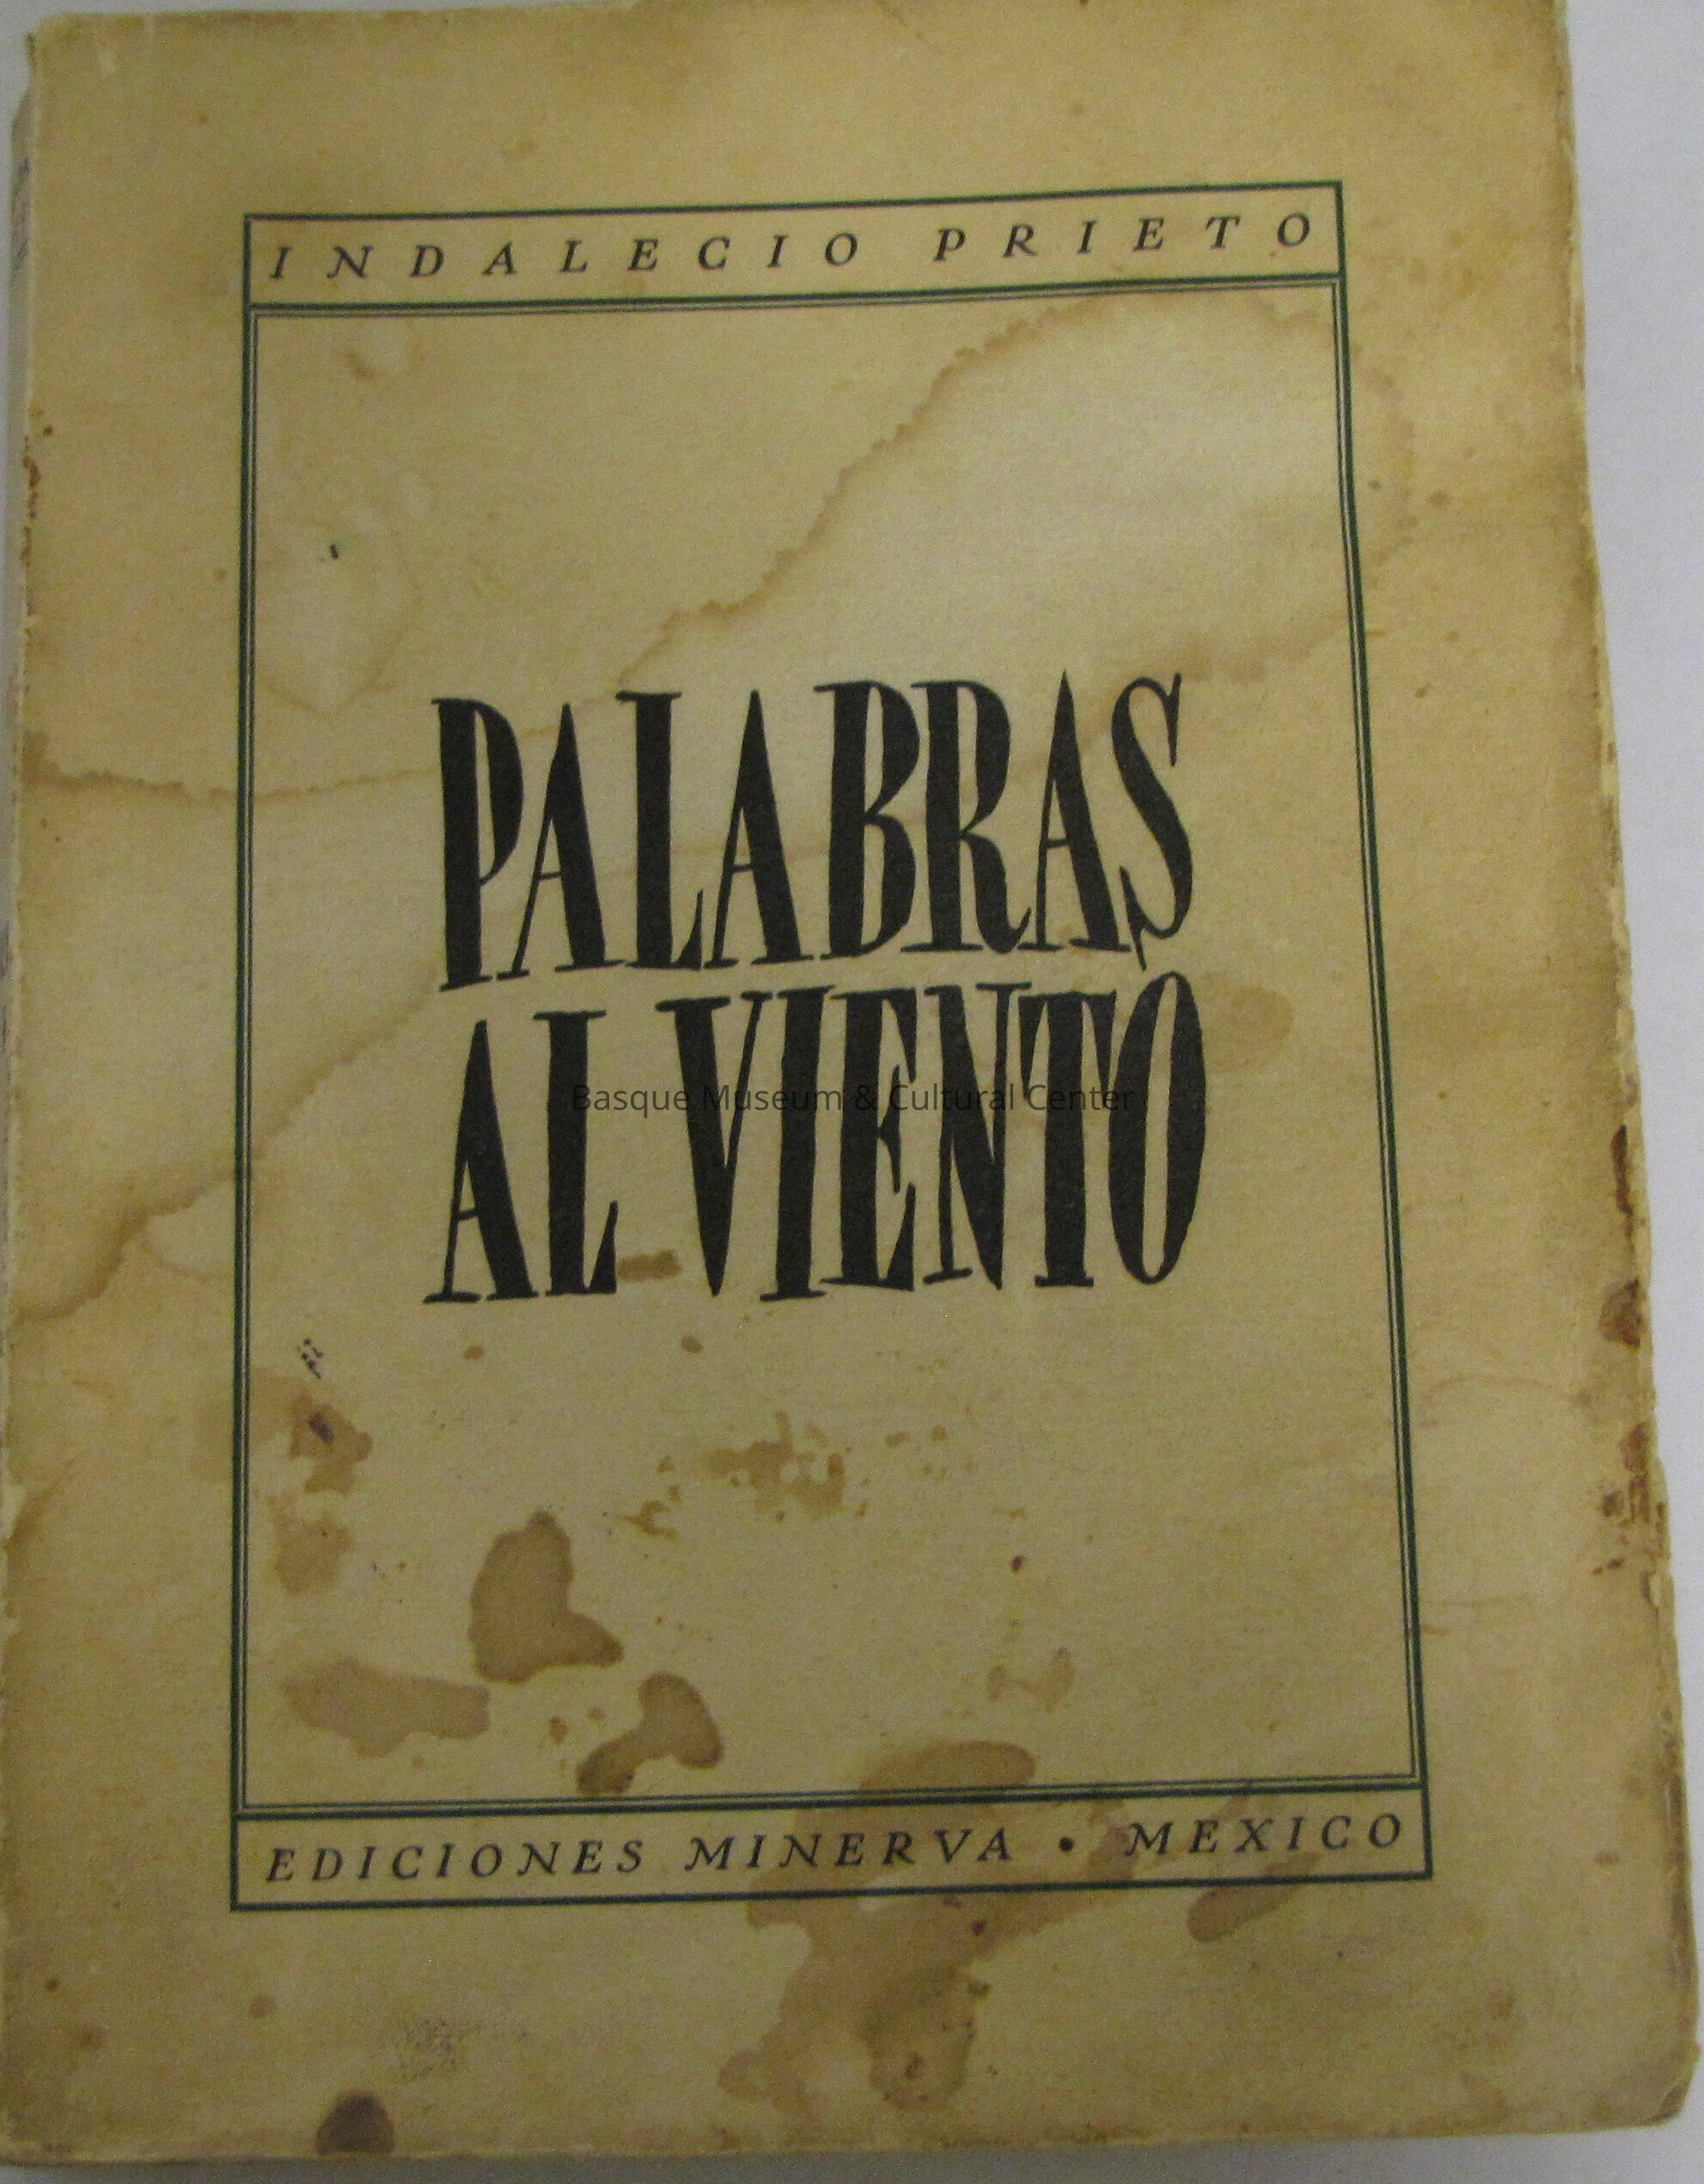 INDALECIO PRIETO
PALABRAS
AL VIENTO
Basque Museum & Cultural Center
EDICIONES MINERVA • MEXICO